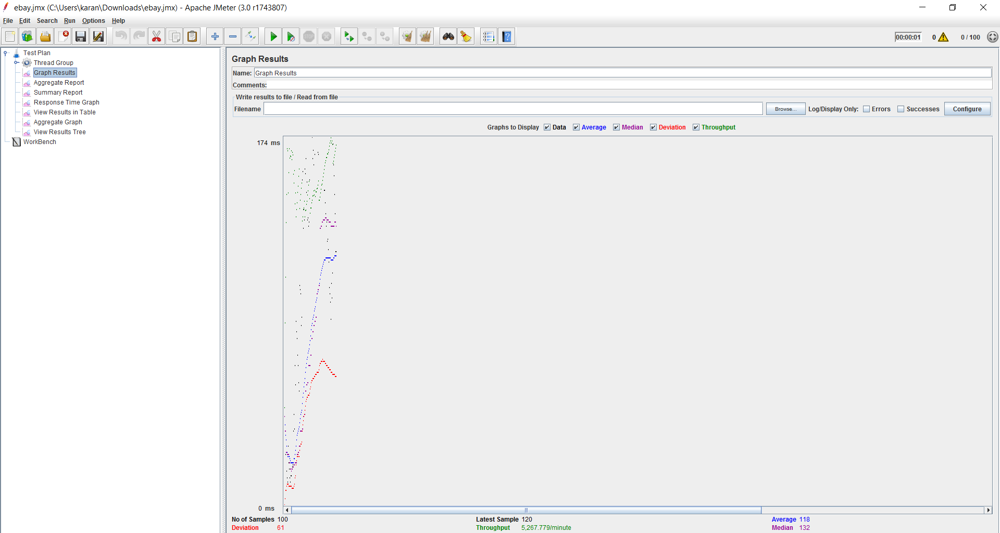 ebay.jmx (C:\Users\karan\Downloads\ebay.jmx) - Apache JMeter (3.0 r1743807)
File Edit Search Run Options Help
STOP
00:00:01 0 0 / 100
Test Plan
Thread Group
Graph Results
Aggregate Report
Summary Report
Response Time Graph
View Results in Table
Aggregate Graph
View Results Tree
WorkBench
Graph Results
Name: Graph Results
Comments:
Write results to file / Read from file
Filename Browse... Log/Display Only: Errors Successes Configure
Graphs to Display Data Average Median Deviation Throughput
174 ms
0 ms
No of Samples 100 Latest Sample 120 Average 118
Deviation 61 Throughput 5,267.779/minute Median 132